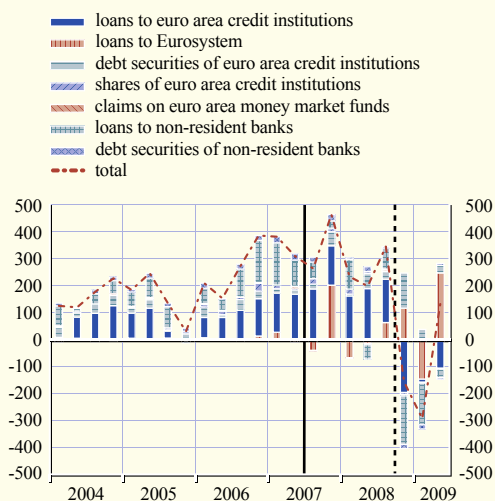 loans to euro area credit institutions
loans to Eurosystem
debt securities of euro area credit institutions
shares of euro area credit institutions
claims on euro area money market funds
loans to non-resident banks
debt securities of non-resident banks
total
500 500
400 400
300 300
200 200
100 100
0 0
-100 -100
-200 -200
-300 -300
-400 -400
-500 -500
2004 2005 2006 2007 2008 2009